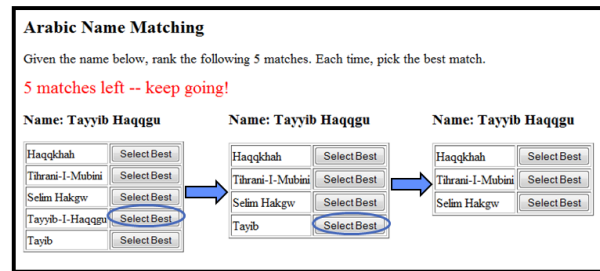 Arabic Name Matching
Given the name below, rank the following 5 matches. Each time, pick the best match.
5 matches left -- keep going!
Name: Tayyib Haqqgu
Haqqkhah Select Best
Tihrani-I-Mubini Select Best
Selim Hakgw Select Best
Tayyib-I-Haqqgu Select Best
Tayib Select Best
Name: Tayyib Haqqgu
Haqqkhah Select Best
Tihrani-I-Mubini Select Best
Selim Hakgw Select Best
Tayib Select Best
Name: Tayyib Haqqgu
Haqqkhah Select Best
Tihrani-I-Mubini Select Best
Selim Hakgw Select Best